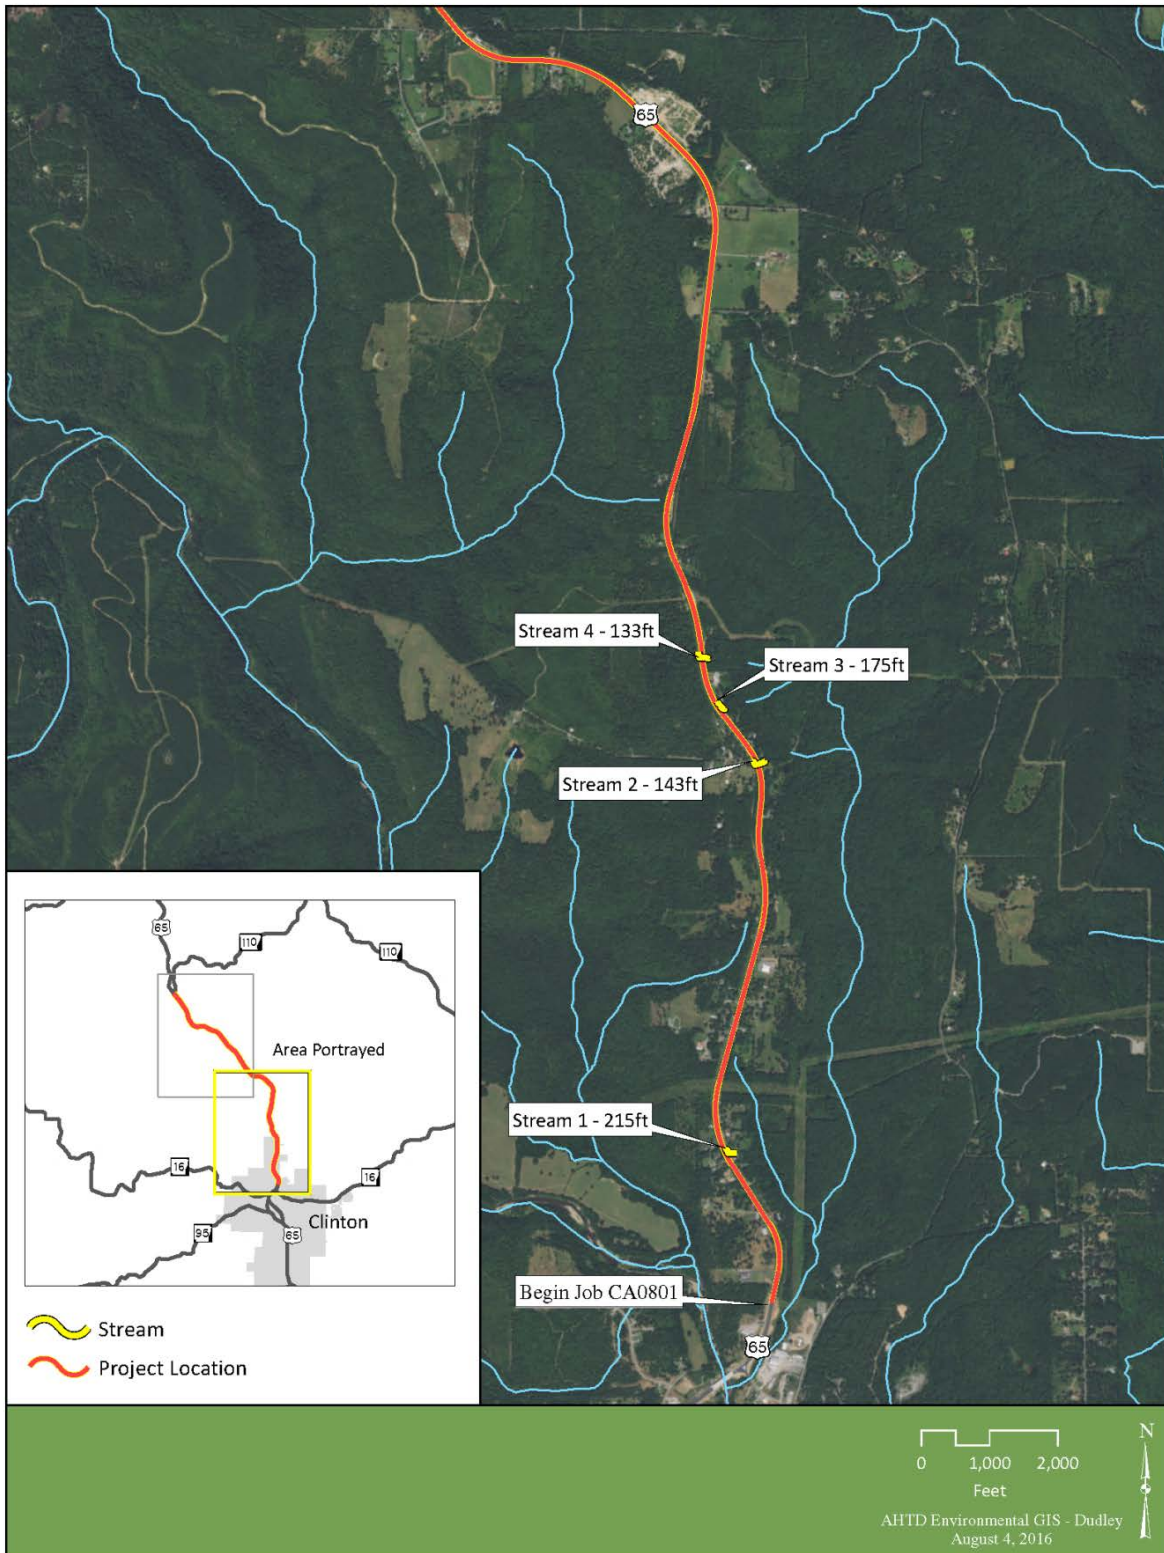 65
Stream 4 - 133ft
Stream 3 - 175ft
Stream 2 - 143ft
Stream 1 - 215ft
Begin Job CA0801
65
65
110
110
Area Portrayed
16
16
Clinton
95
65
Stream
Project Location
N
0 1,000 2,000
Feet
AHTD Environmental GIS - Dudley
August 4, 2016